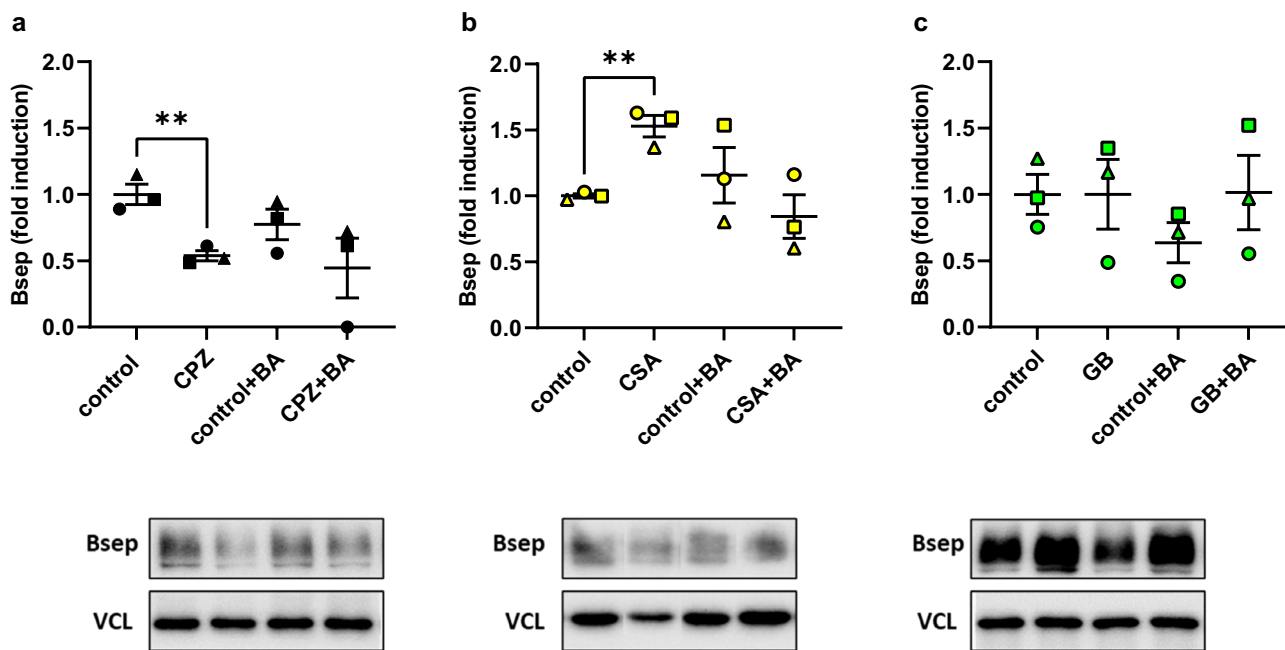 a
2.0
1.5
1.0
0.5
0.0
Bsep (fold induction)
**
control
CPZ
control+BA
CPZ+BA
Bsep
VCL
b
2.0
1.5
1.0
0.5
0.0
Bsep (fold induction)
**
control
CSA
control+BA
CSA+BA
Bsep
VCL
c
2.0
1.5
1.0
0.5
0.0
Bsep (fold induction)
control
GB
control+BA
GB+BA
Bsep
VCL